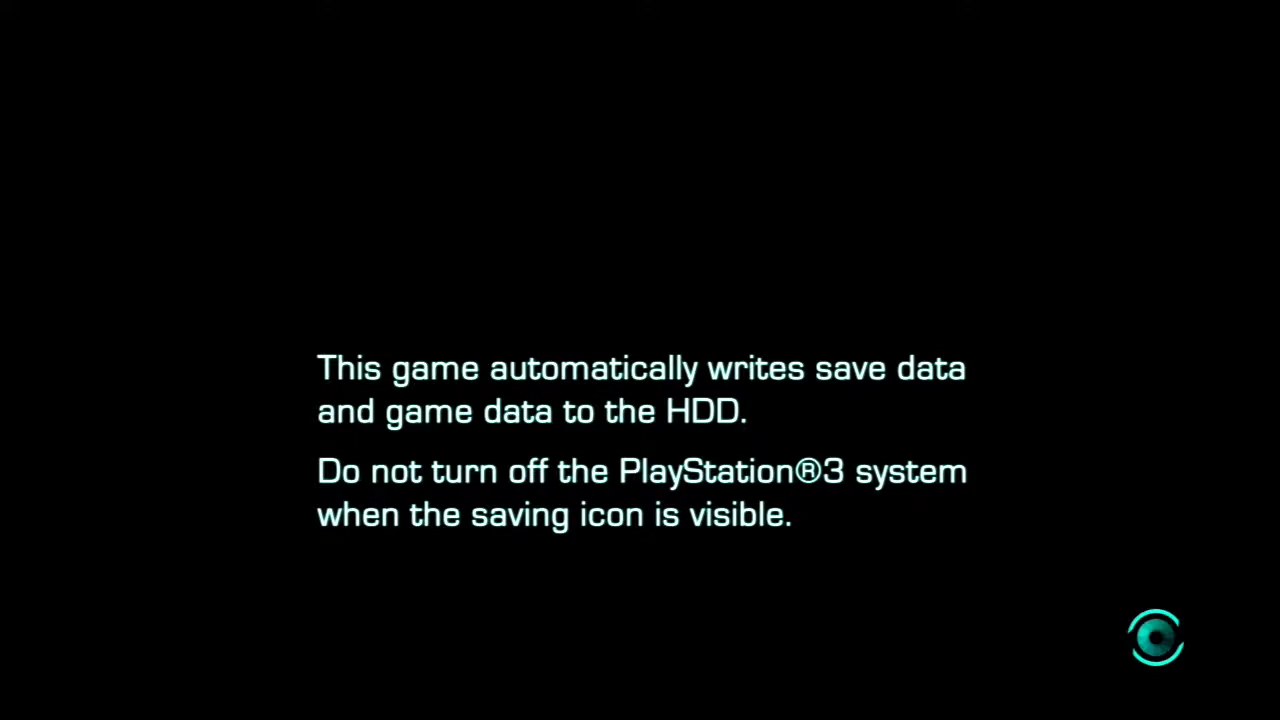 This game automatically writes save data
and game data to the HDD.
Do not turn off the PlayStation®3 system
when the saving icon is visible.